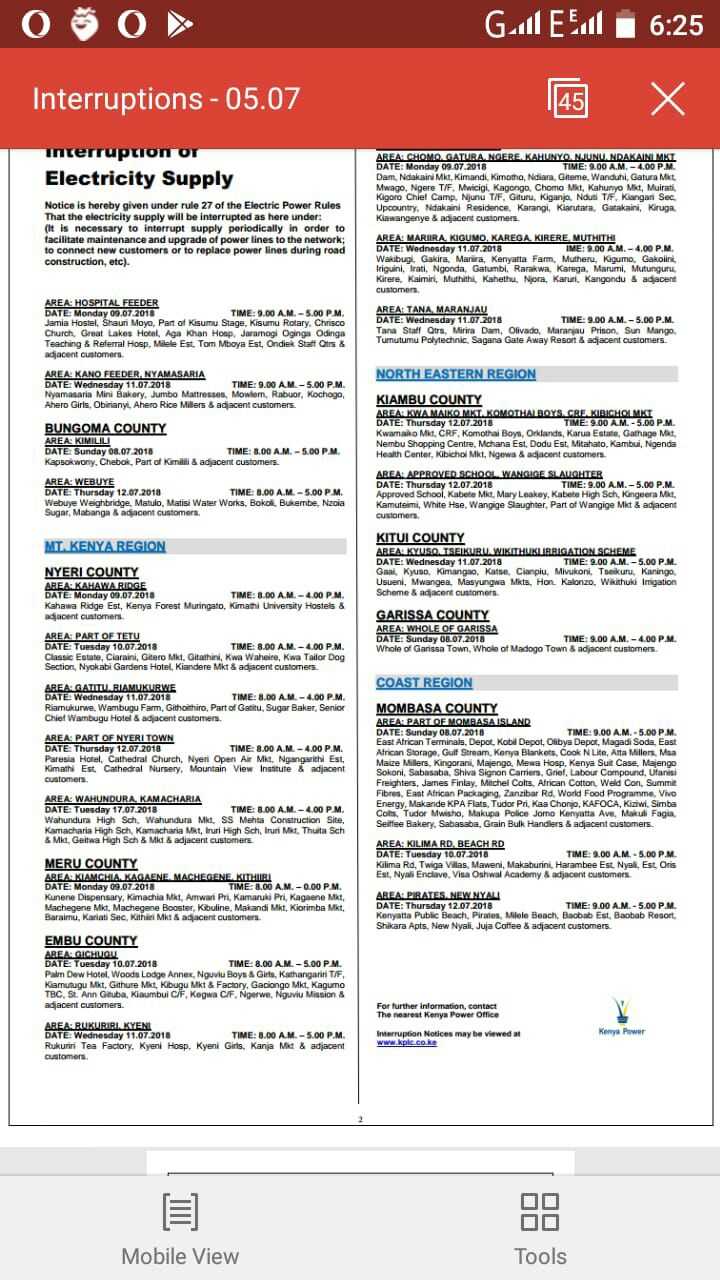 6:25
Interruptions - 05.07
45
Interruption of
Electricity Supply
Notice is hereby given under rule 27 of the Electric Power Rules
That the electricity supply will be interrupted as here under:
(It is necessary to interrupt supply periodically in order to
facilitate maintenance and upgrade of power lines to the network;
to connect new customers or to replace power lines during road
construction, etc).
AREA: HOSPITAL FEEDER
DATE: Monday 09.07.2018 TIME: 9.00 A.M. – 5.00 P.M.
Jamia Hostel, Shauri Moyo, Part of Kisumu Stage, Kisumu Rotary, Chrisco
Church, Great Lakes Hotel, Aga Khan Hosp, Jaramogi Oginga Odinga
Teaching & Referral Hosp, Milele Est, Tom Mboya Est, Ondiek Staff Qtrs &
adjacent customers.
AREA: KANO FEEDER, NYAMASARIA
DATE: Wednesday 11.07.2018 TIME: 9.00 A.M. – 5.00 P.M.
Nyamasaria Mini Bakery, Jumbo Mattresses, Mowlem, Rabuor, Kochogo,
Ahero Girls, Obirianyi, Ahero Rice Millers & adjacent customers.
BUNGOMA COUNTY
AREA: KIMILILI
DATE: Sunday 08.07.2018 TIME: 8.00 A.M. – 5.00 P.M.
Kapsokwony, Chebok, Part of Kimilili & adjacent customers.
AREA: WEBUYE
DATE: Thursday 12.07.2018 TIME: 8.00 A.M. – 5.00 P.M.
Webuye Weighbridge, Matulo, Matisi Water Works, Bokoli, Bukembe, Nzoia
Sugar, Mabanga & adjacent customers.
MT. KENYA REGION
NYERI COUNTY
AREA: KAHAWA RIDGE
DATE: Monday 09.07.2018 TIME: 8.00 A.M. – 4.00 P.M.
Kahawa Ridge Est, Kenya Forest Muringato, Kimathi University Hostels &
adjacent customers.
AREA: PART OF TETU
DATE: Tuesday 10.07.2018 TIME: 8.00 A.M. – 4.00 P.M.
Classic Estate, Ciaraini, Gitero Mkt, Gitathini, Kwa Waheire, Kwa Tailor Dog
Section, Nyokabi Gardens Hotel, Kiandere Mkt & adjacent customers.
AREA: GATITU, RIAMUKURWE
DATE: Wednesday 11.07.2018 TIME: 8.00 A.M. – 4.00 P.M.
Riamukurwe, Wambugu Farm, Githoithiro, Part of Gatitu, Sugar Baker, Senior
Chief Wambugu Hotel & adjacent customers.
AREA: PART OF NYERI TOWN
DATE: Thursday 12.07.2018 TIME: 8.00 A.M. – 4.00 P.M.
Paresia Hotel, Cathedral Church, Nyeri Open Air Mkt, Ngangarithi Est,
Kimathi Est, Cathedral Nursery, Mountain View Institute & adjacent
customers.
AREA: WAHUNDURA, KAMACHARIA
DATE: Tuesday 17.07.2018 TIME: 8.00 A.M. – 4.00 P.M.
Wahundura High Sch, Wahundura Mkt, SS Mehta Construction Site,
Kamacharia High Sch, Kamacharia Mkt, Iruri High Sch, Iruri Mkt, Thuita Sch
& Mkt, Geitwa High Sch & Mkt & adjacent customers.
MERU COUNTY
AREA: KIAMCHIA, KAGAENE, MACHEGENE, KITHIIRI
DATE: Monday 09.07.2018 TIME: 8.00 A.M. – 0.00 P.M.
Kunene Dispensary, Kimachia Mkt, Amwari Pri, Kamaruki Pri, Kagaene Mkt,
Machegene Mkt, Machegene Booster, Kibuline, Makandi Mkt, Kiorimba Mkt,
Baraimu, Kariati Sec, Kithiiri Mkt & adjacent customers.
EMBU COUNTY
AREA: GICHUGU
DATE: Tuesday 10.07.2018 TIME: 8.00 A.M. – 5.00 P.M.
Palm Dew Hotel, Woods Lodge Annex, Nguviu Boys & Girls, Kathangariri T/F,
Kiamutugu Mkt, Githure Mkt, Kibugu Mkt & Factory, Gaciongo Mkt, Kagumo
TBC, St. Ann Gituba, Kiaumbui C/F, Kegwa C/F, Ngerwe, Nguviu Mission &
adjacent customers.
AREA: RUKURIRI, KYENI
DATE: Wednesday 11.07.2018 TIME: 8.00 A.M. – 5.00 P.M.
Rukuriri Tea Factory, Kyeni Hosp, Kyeni Girls, Kanja Mkt & adjacent
customers.
AREA: CHOMO, GATURA, NGERE, KAHUNYO, NJUNU, NDAKAINI MKT
DATE: Monday 09.07.2018 TIME: 9.00 A.M. – 4.00 P.M.
Dam, Ndakaini Mkt, Kimandi, Kimotho, Ndiara, Giteme, Wanduhi, Gatura Mkt,
Mwago, Ngere T/F, Mwicigi, Kagongo, Chomo Mkt, Kahunyo Mkt, Muirati,
Kigoro Chief Camp, Njunu T/F, Gituru, Kiganjo, Nduti T/F, Kiangari Sec,
Upcountry, Ndakaini Residence, Karangi, Kiarutara, Gatakaini, Kiruga,
Kiawangenye & adjacent customers.
AREA: MARIIRA, KIGUMO, KAREGA, KIRERE, MUTHITHI
DATE: Wednesday 11.07.2018 IME: 9.00 A.M. – 4.00 P.M.
Wakibugi, Gakira, Mariira, Kenyatta Farm, Mutheru, Kigumo, Gakoiini,
Iriguini, Irati, Ngonda, Gatumbi, Rarakwa, Karega, Marumi, Mutunguru,
Kirere, Kaimiri, Muthithi, Kahethu, Njora, Karuri, Kangondu & adjacent
customers.
AREA: TANA, MARANJAU
DATE: Wednesday 11.07.2018 TIME: 9.00 A.M. – 5.00 P.M.
Tana Staff Qtrs, Mirira Dam, Olivado, Maranjau Prison, Sun Mango,
Tumutumu Polytechnic, Sagana Gate Away Resort & adjacent customers.
NORTH EASTERN REGION
KIAMBU COUNTY
AREA: KWA MAIKO MKT, KOMOTHAI BOYS, CRF, KIBICHOI MKT
DATE: Thursday 12.07.2018 TIME: 9.00 A.M. - 5.00 P.M.
Kwamaiko Mkt, CRF, Komothai Boys, Orklands, Karua Estate, Gathage Mkt,
Nembu Shopping Centre, Mchana Est, Dodu Est, Mitahato, Kambui, Ngenda
Health Center, Kibichoi Mkt, Ngewa & adjacent customers.
AREA: APPROVED SCHOOL, WANGIGE SLAUGHTER
DATE: Thursday 12.07.2018 TIME: 9.00 A.M. – 5.00 P.M.
Approved School, Kabete Mkt, Mary Leakey, Kabete High Sch, Kingeera Mkt,
Kamuteimi, White Hse, Wangige Slaughter, Part of Wangige Mkt & adjacent
customers.
KITUI COUNTY
AREA: KYUSO, TSEIKURU, WIKITHUKI IRRIGATION SCHEME
DATE: Wednesday 11.07.2018 TIME: 9.00 A.M. – 5.00 P.M.
Gaai, Kyuso, Kimangao, Katse, Cianpiu, Mivukoni, Tseikuru, Kaningo,
Usueni, Mwangea, Masyungwa Mkts, Hon. Kalonzo, Wikithuki Irrigation
Scheme & adjacent customers.
GARISSA COUNTY
AREA: WHOLE OF GARISSA
DATE: Sunday 08.07.2018 TIME: 9.00 A.M. – 4.00 P.M.
Whole of Garissa Town, Whole of Madogo Town & adjacent customers.
COAST REGION
MOMBASA COUNTY
AREA: PART OF MOMBASA ISLAND
DATE: Sunday 08.07.2018 TIME: 9.00 A.M. - 5.00 P.M.
East African Terminals, Depot, Kobil Depot, Olibya Depot, Magadi Soda, East
African Storage, Gulf Stream, Kenya Blankets, Cook N Lite, Atta Millers, Msa
Maize Millers, Kingorani, Majengo, Mewa Hosp, Kenya Suit Case, Majengo
Sokoni, Sabasaba, Shiva Signon Carriers, Grief, Labour Compound, Ufanisi
Freighters, James Finlay, Mitchel Colts, African Cotton, Weld Con, Summit
Fibres, East African Packaging, Zanzibar Rd, World Food Programme, Vivo
Energy, Makande KPA Flats, Tudor Pri, Kaa Chonjo, KAFOCA, Kiziwi, Simba
Colts, Tudor Mwisho, Makupa Police Jomo Kenyatta Ave, Makuli Fagia,
Seiffee Bakery, Sabasaba, Grain Bulk Handlers & adjacent customers.
AREA: KILIMA RD, BEACH RD
DATE: Tuesday 10.07.2018 TIME: 9.00 A.M. - 5.00 P.M.
Kilima Rd, Twiga Villas, Maweni, Makaburini, Harambee Est, Nyali, Est, Oris
Est, Nyali Enclave, Visa Oshwal Academy & adjacent customers.
AREA: PIRATES, NEW NYALI
DATE: Thursday 12.07.2018 TIME: 9.00 A.M. - 5.00 P.M.
Kenyatta Public Beach, Pirates, Milele Beach, Baobab Est, Baobab Resort,
Shikara Apts, New Nyali, Juja Coffee & adjacent customers.
For further information, contact
The nearest Kenya Power Office
Interruption Notices may be viewed at
www.kplc.co.ke
Kenya Power
2
Mobile View
Tools